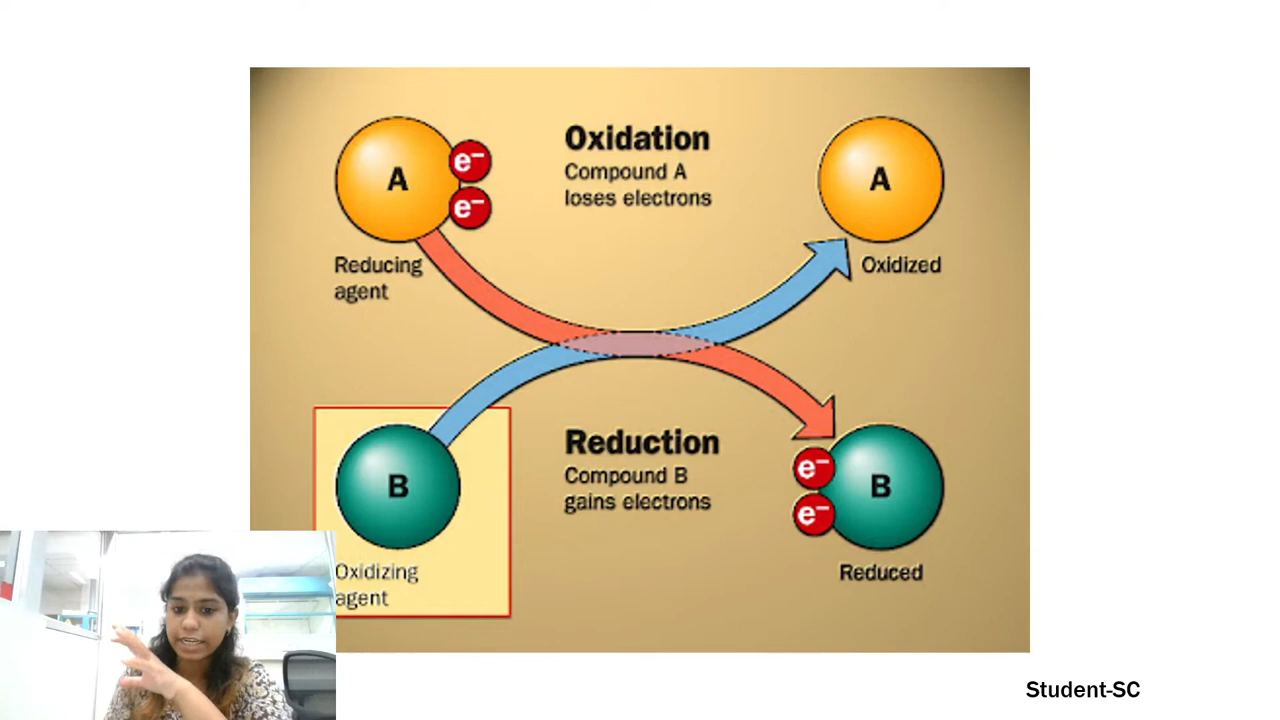 A
e⁻
e⁻
Oxidation
Compound A
loses electrons
A
Reducing
agent
Oxidized
B
Reduction
Compound B
gains electrons
e⁻
e⁻
B
Oxidizing
agent
Reduced
Student-SC